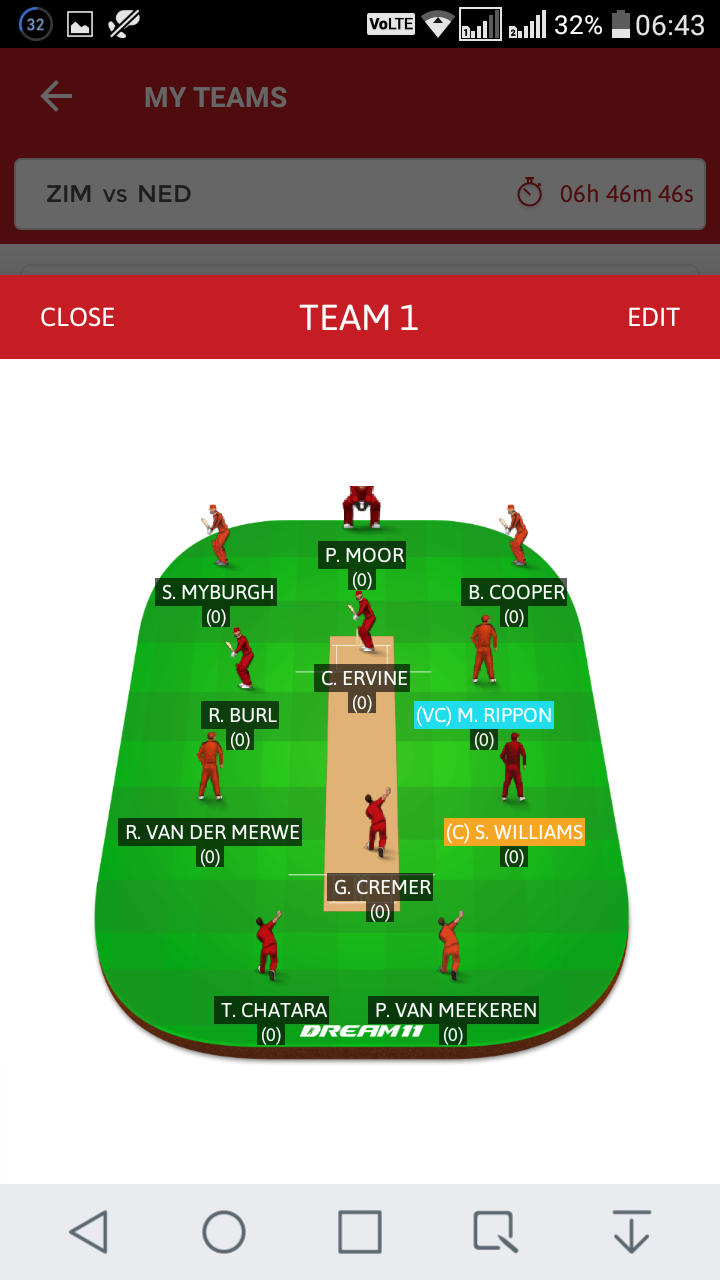 32 VoLTE 1 2 32% 06:43
MY TEAMS
ZIM vs NED 06h 46m 46s
CLOSE TEAM 1 EDIT
P. MOOR
(0)
S. MYBURGH B. COOPER
(0) (0)
C. ERVINE
(0)
R. BURL (VC) M. RIPPON
(0) (0)
R. VAN DER MERWE (C) S. WILLIAMS
(0) (0)
G. CREMER
(0)
T. CHATARA P. VAN MEEKEREN
(0) DREAM11 (0)